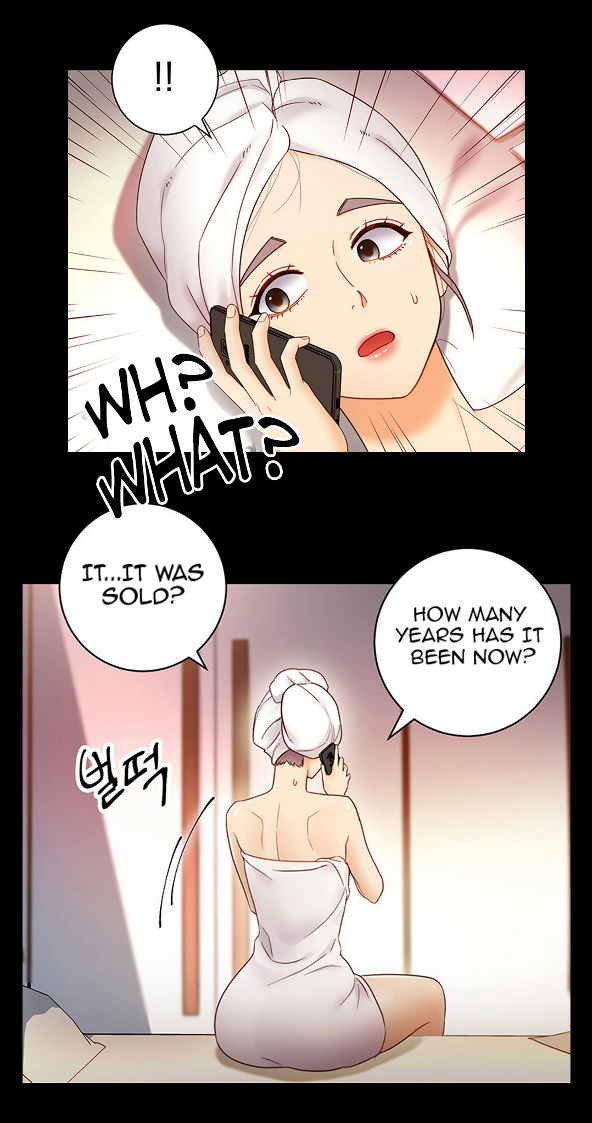 !!
WH?
WHAT?
IT...IT WAS
SOLD?
HOW MANY
YEARS HAS IT
BEEN NOW?
벌떡